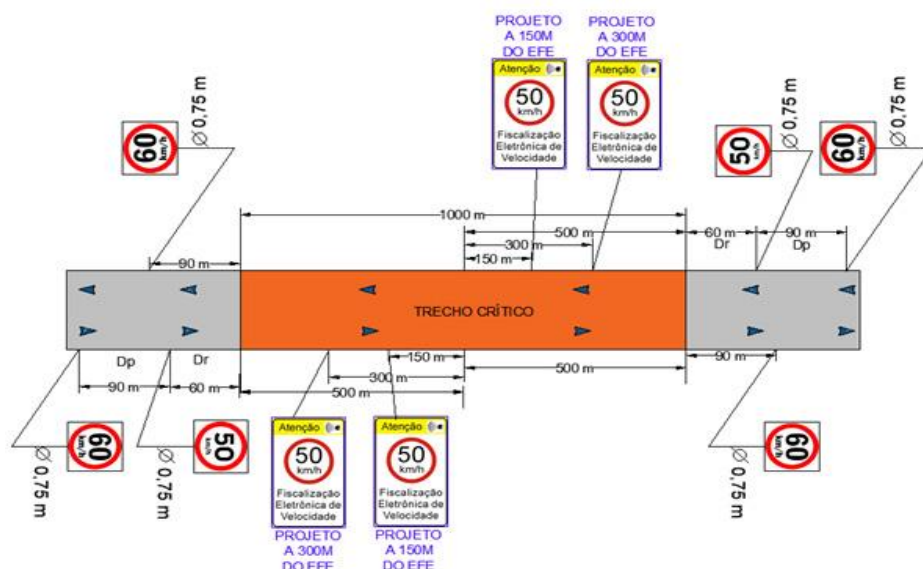 PROJETO
A 150M
DO EFE
PROJETO
A 300M
DO EFE
Atenção
50
km/h
Fiscalização
Eletrônica de
Velocidade
Atenção
50
km/h
Fiscalização
Eletrônica de
Velocidade
60
km/h
Ø 0,75 m
50
km/h
Ø 0,75 m
60
km/h
Ø 0,75 m
1000 m
500 m
60 m
90 m
300 m
Dr
Dp
150 m
90 m
TRECHO CRÍTICO
Dp
Dr
150 m
90 m
90 m
60 m
300 m
500 m
500 m
60
km/h
Ø 0,75 m
50
km/h
Ø 0,75 m
Atenção
50
km/h
Fiscalização
Eletrônica de
Velocidade
Atenção
50
km/h
Fiscalização
Eletrônica de
Velocidade
Ø 0,75 m
60
km/h
PROJETO
A 300M
DO EFE
PROJETO
A 150M
DO EFE